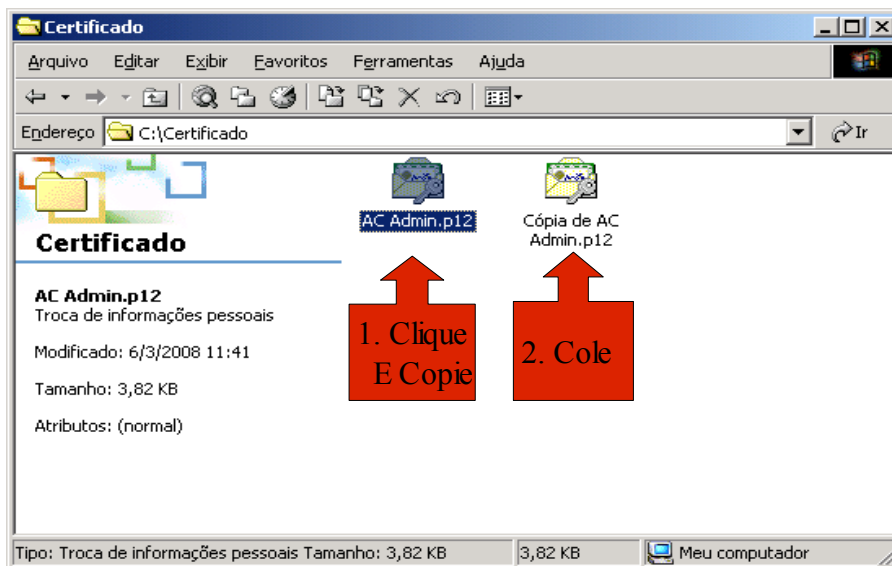 Certificado
Arquivo Editar Exibir Favoritos Ferramentas Ajuda
Endereço C:\Certificado Ir
AC Admin.p12
Cópia de AC
Admin.p12
Certificado
AC Admin.p12
Troca de informações pessoais
Modificado: 6/3/2008 11:41
Tamanho: 3,82 KB
Atributos: (normal)
1. Clique
E Copie
2. Cole
Tipo: Troca de informações pessoais Tamanho: 3,82 KB 3,82 KB Meu computador